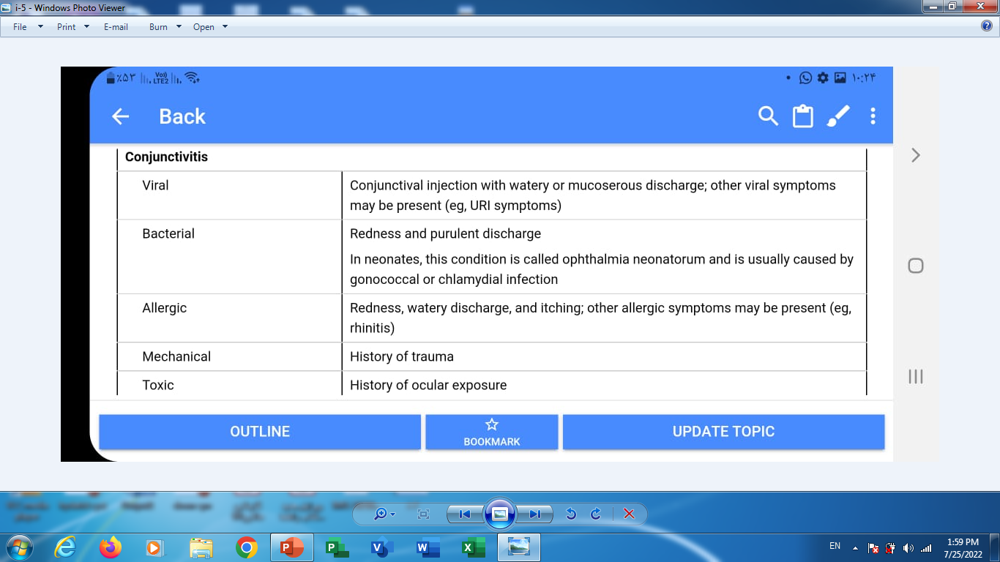 i-5 - Windows Photo Viewer
File Print E-mail Burn Open
٪۵۳ Vo)) LTE2 ۱۰:۲۴
Back
Conjunctivitis
Viral Conjunctival injection with watery or mucoserous discharge; other viral symptoms
may be present (eg, URI symptoms)
Bacterial Redness and purulent discharge
In neonates, this condition is called ophthalmia neonatorum and is usually caused by
gonococcal or chlamydial infection
Allergic Redness, watery discharge, and itching; other allergic symptoms may be present (eg,
rhinitis)
Mechanical History of trauma
Toxic History of ocular exposure
OUTLINE BOOKMARK UPDATE TOPIC
EN 1:59 PM
7/25/2022